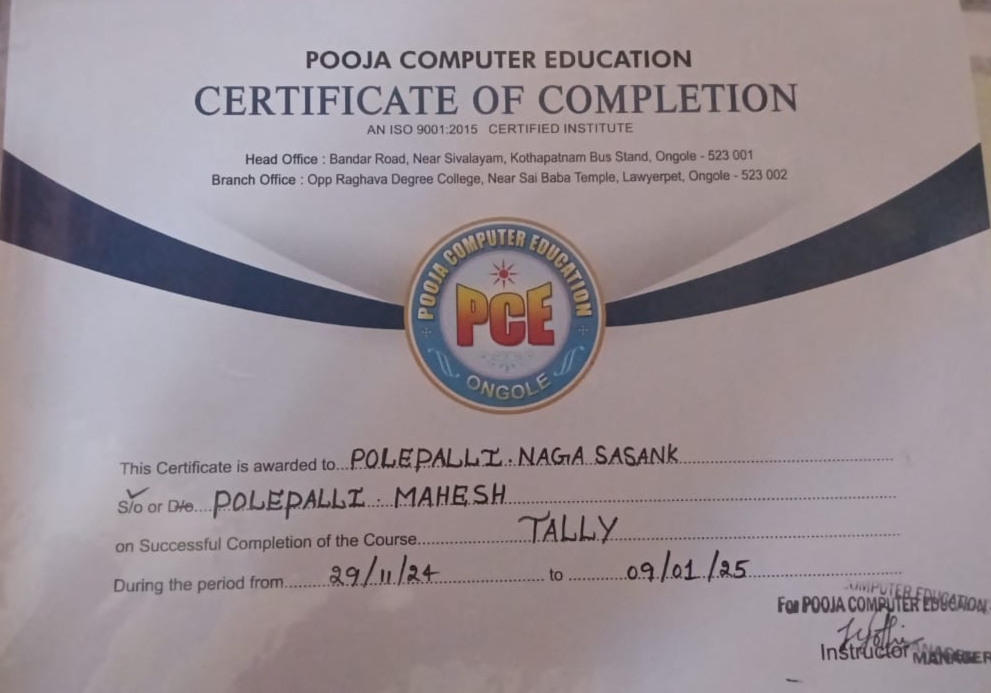 POOJA COMPUTER EDUCATION
CERTIFICATE OF COMPLETION
AN ISO 9001:2015 CERTIFIED INSTITUTE
Head Office : Bandar Road, Near Sivalayam, Kothapatnam Bus Stand, Ongole - 523 001
Branch Office : Opp Raghava Degree College, Near Sai Baba Temple, Lawyerpet, Ongole - 523 002
POOJA COMPUTER EDUCATION
PCE
ONGOLE
This Certificate is awarded to...POLEPALLI.NAGA SASANK
S/o or D/o....POLEPALLI. MAHESH
on Successful Completion of the Course......TALLY
During the period from......29/11/24......to......09/01/25
COMPUTER EDUCATION
For POOJA COMPUTER EDUCATION
Jyothi
Instructor MANAGER